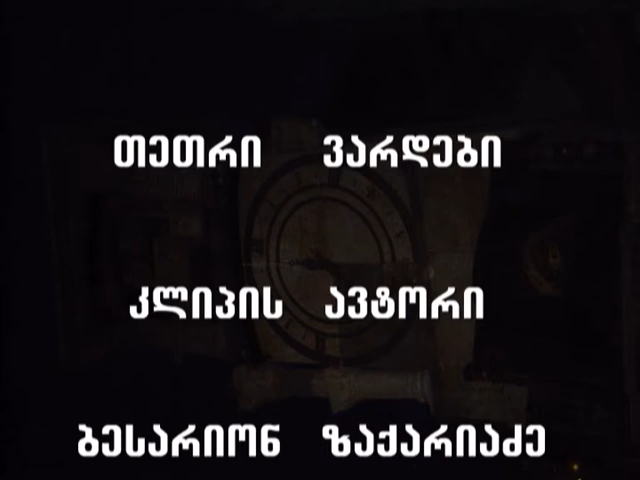 თეთრი ვარდები
კლიპის ავტორი
ბესარიონ ზაქარიაძე